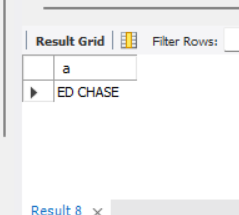 Result Grid Filter Rows:
a
ED CHASE
Result 8